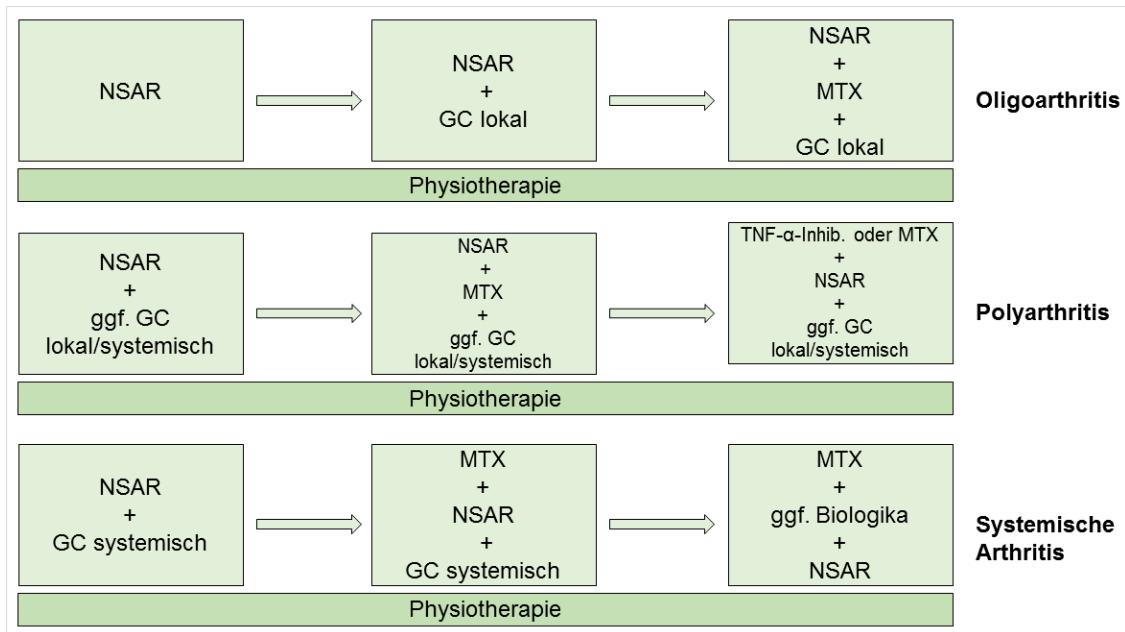 NSAR
NSAR
+
GC lokal
NSAR
+
MTX
+
GC lokal
Oligoarthritis
Physiotherapie
NSAR
+
ggf. GC
lokal/systemisch
NSAR
+
MTX
+
ggf. GC
lokal/systemisch
TNF-α-Inhib. oder MTX
+
NSAR
+
ggf. GC
lokal/systemisch
Polyarthritis
Physiotherapie
NSAR
+
GC systemisch
MTX
+
NSAR
+
GC systemisch
MTX
+
ggf. Biologika
+
NSAR
Systemische
Arthritis
Physiotherapie